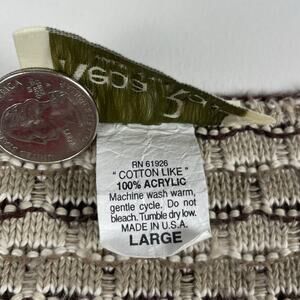 RN 61926
"COTTON LIKE"
100% ACRYLIC
Machine wash warm,
gentle cycle. Do not
bleach. Tumble dry low.
MADE IN U.S.A.
LARGE